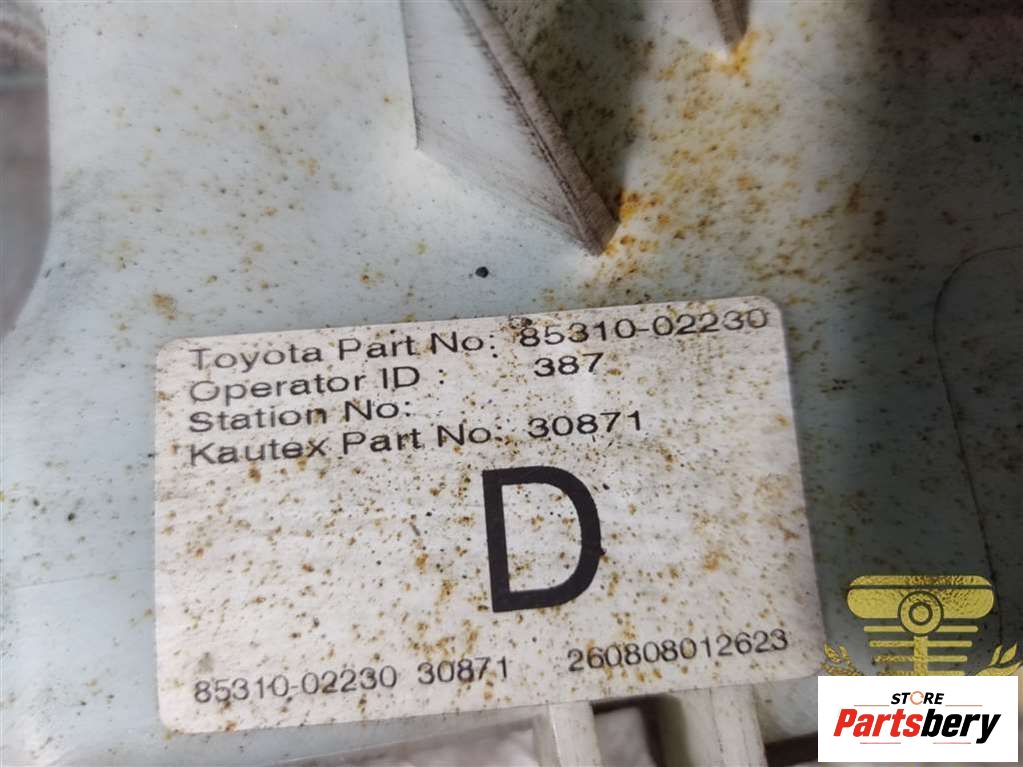 Toyota Part No: 85310-02230
Operator ID : 387
Station No:
Kautex Part No: 30871
D
85310-02230 30871 260808012623
STORE
Partsbery